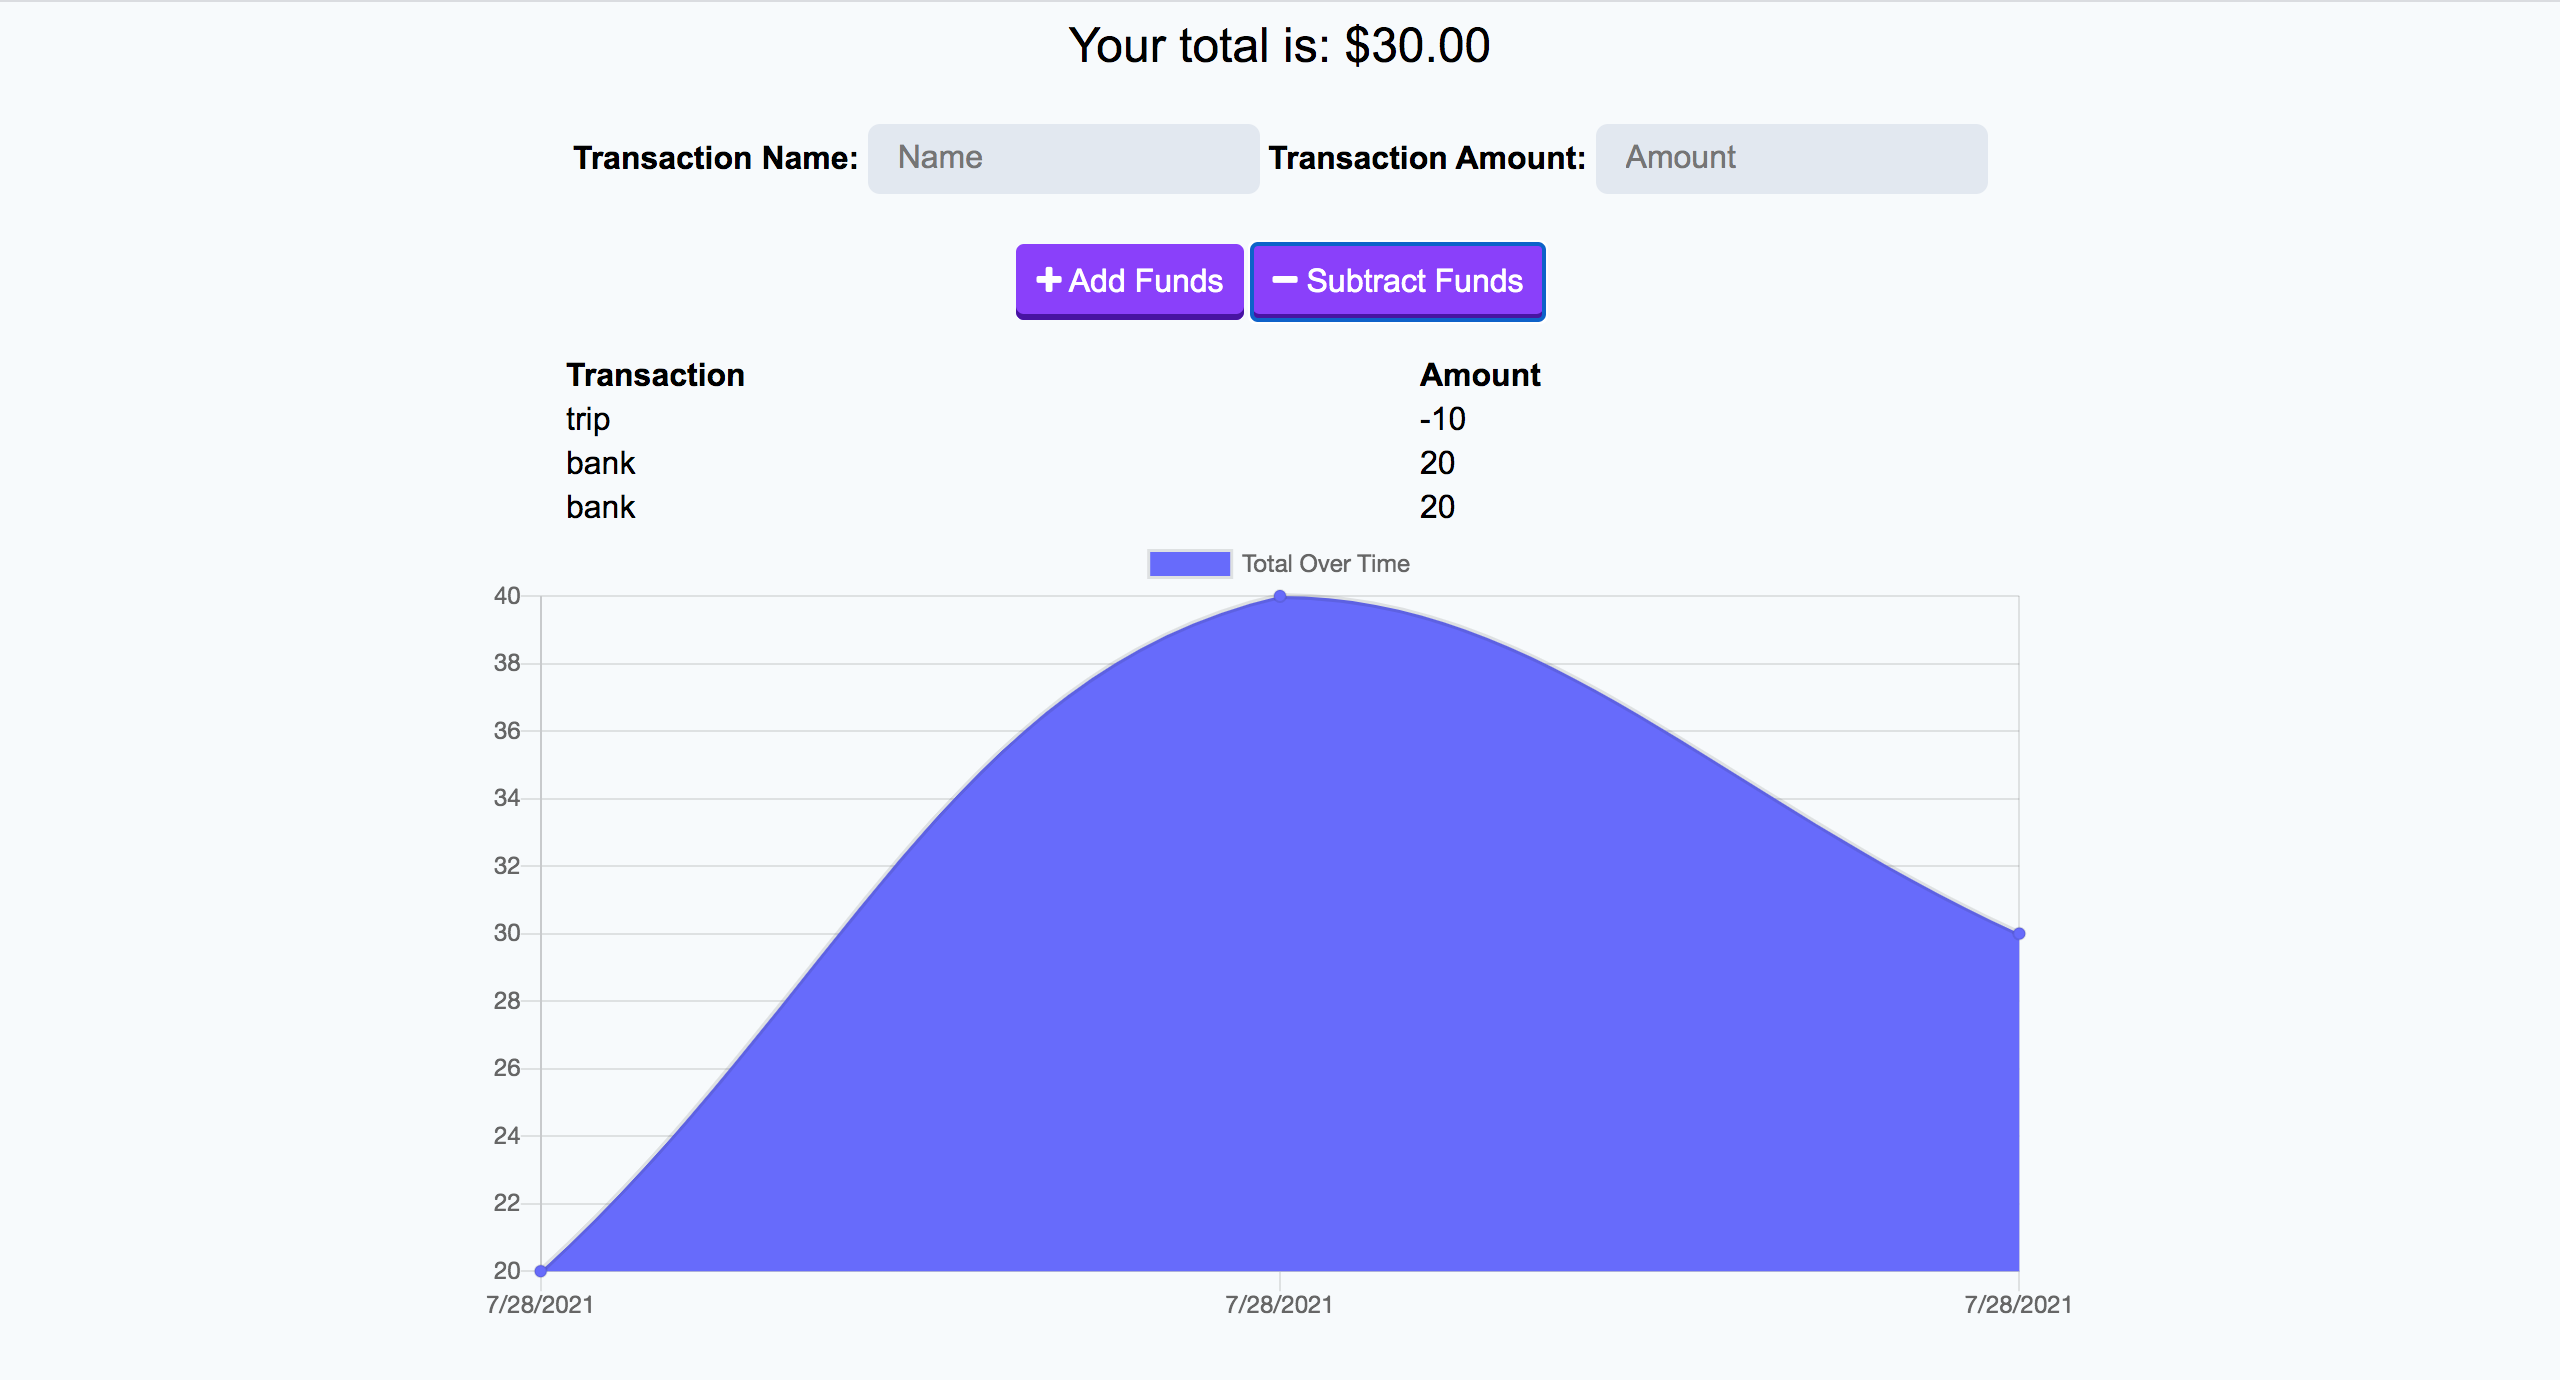 Your total is: $30.00
Transaction Name: Name Transaction Amount: Amount
Add Funds Subtract Funds
Transaction Amount
trip -10
bank 20
bank 20
Total Over Time
40
38
36
34
32
30
28
26
24
22
20
7/28/2021 7/28/2021 7/28/2021